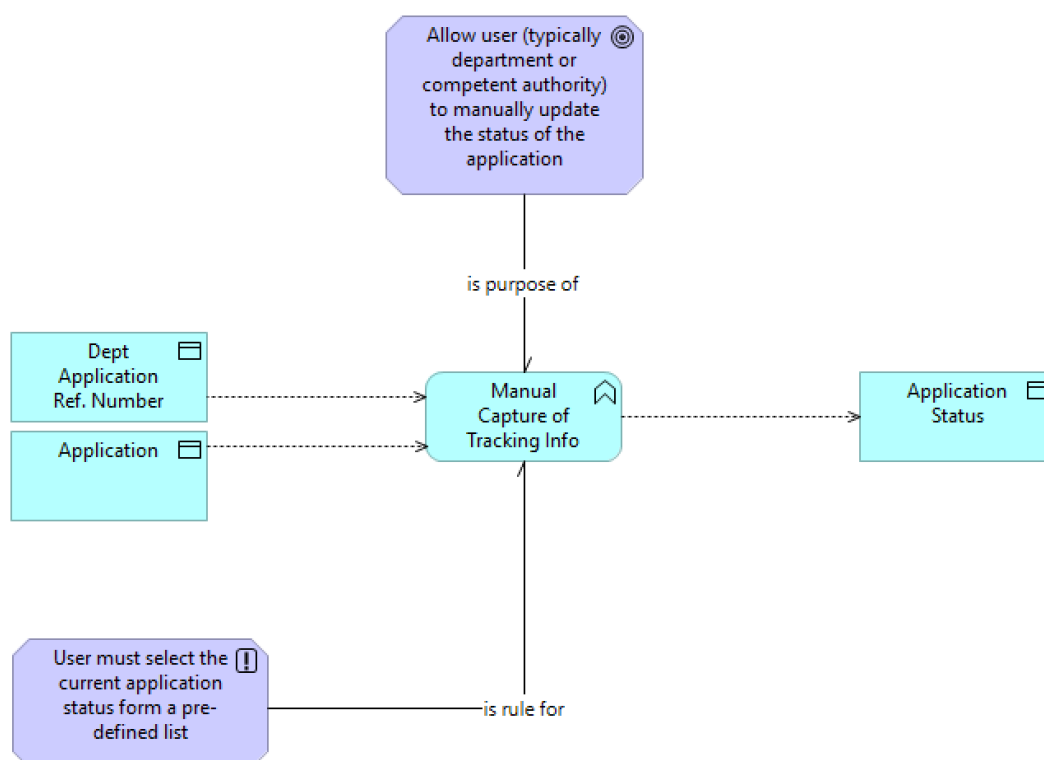 Allow user (typically
department or
competent authority)
to manually update
the status of the
application
is purpose of
Dept
Application
Ref. Number
Manual
Capture of
Tracking Info
Application
Status
Application
User must select the
current application
status form a pre-
defined list
is rule for